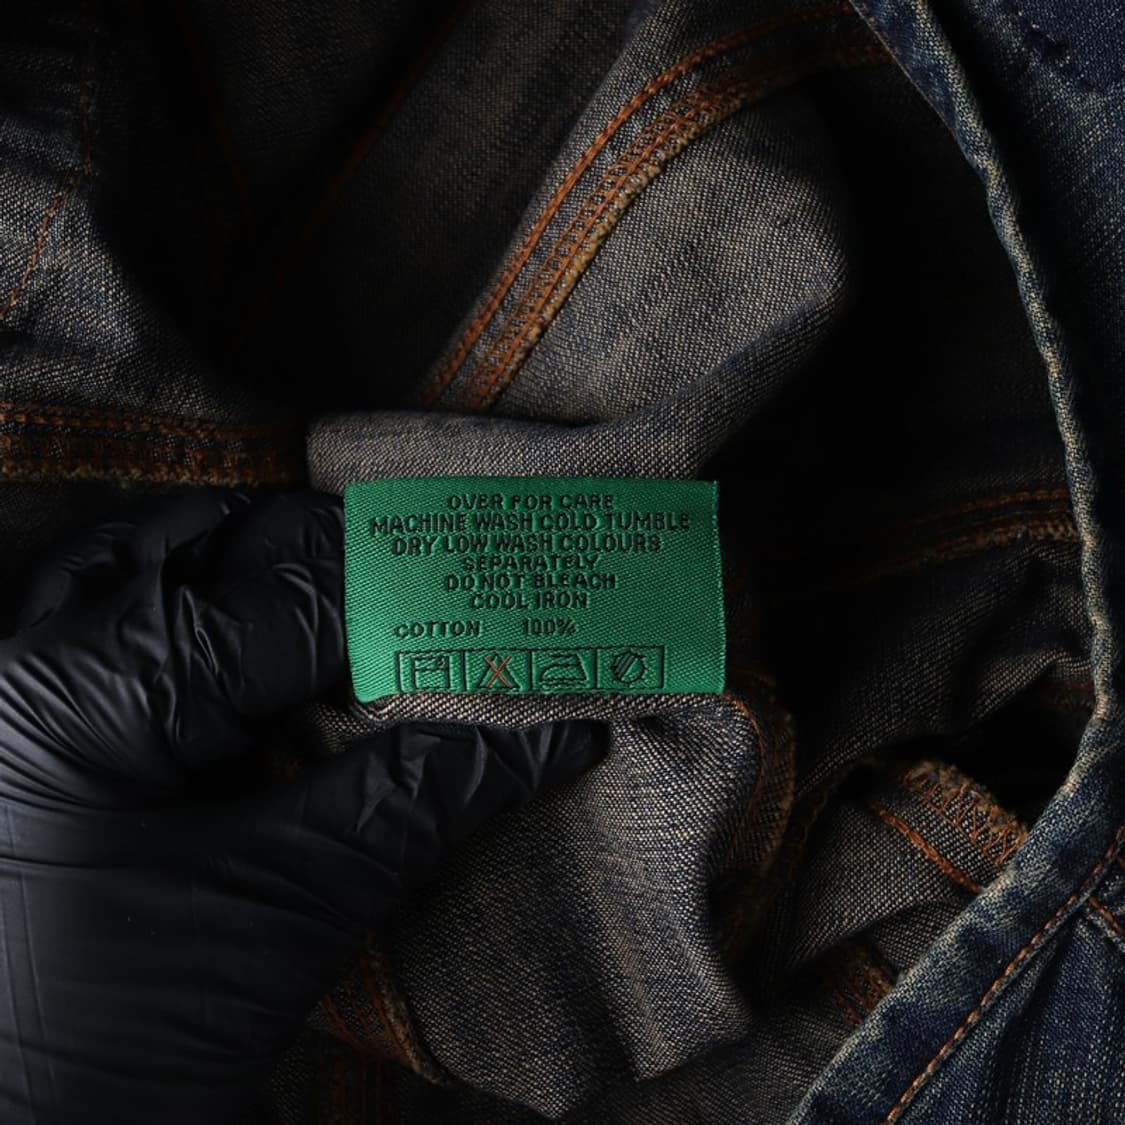 OVER FOR CARE
MACHINE WASH COLD TUMBLE
DRY LOW WASH COLOURS
SEPARATELY
DO NOT BLEACH
COOL IRON
COTTON 100%